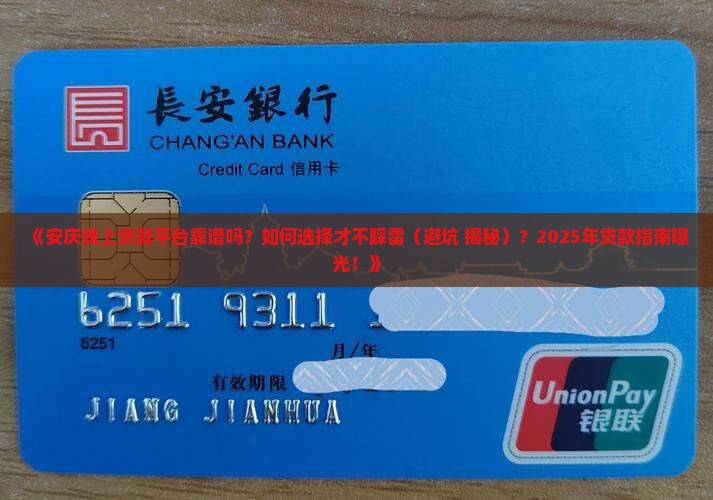 長安銀行
CHANG'AN BANK
Credit Card 信用卡
《安庆线上贷款平台靠谱吗？如何选择才不踩雷（避坑 揭秘）？2025年贷款指南曝
光！》
6251 9311 1
6251
月/年
有效期限
JIANG JIANHUA
UnionPay
银联